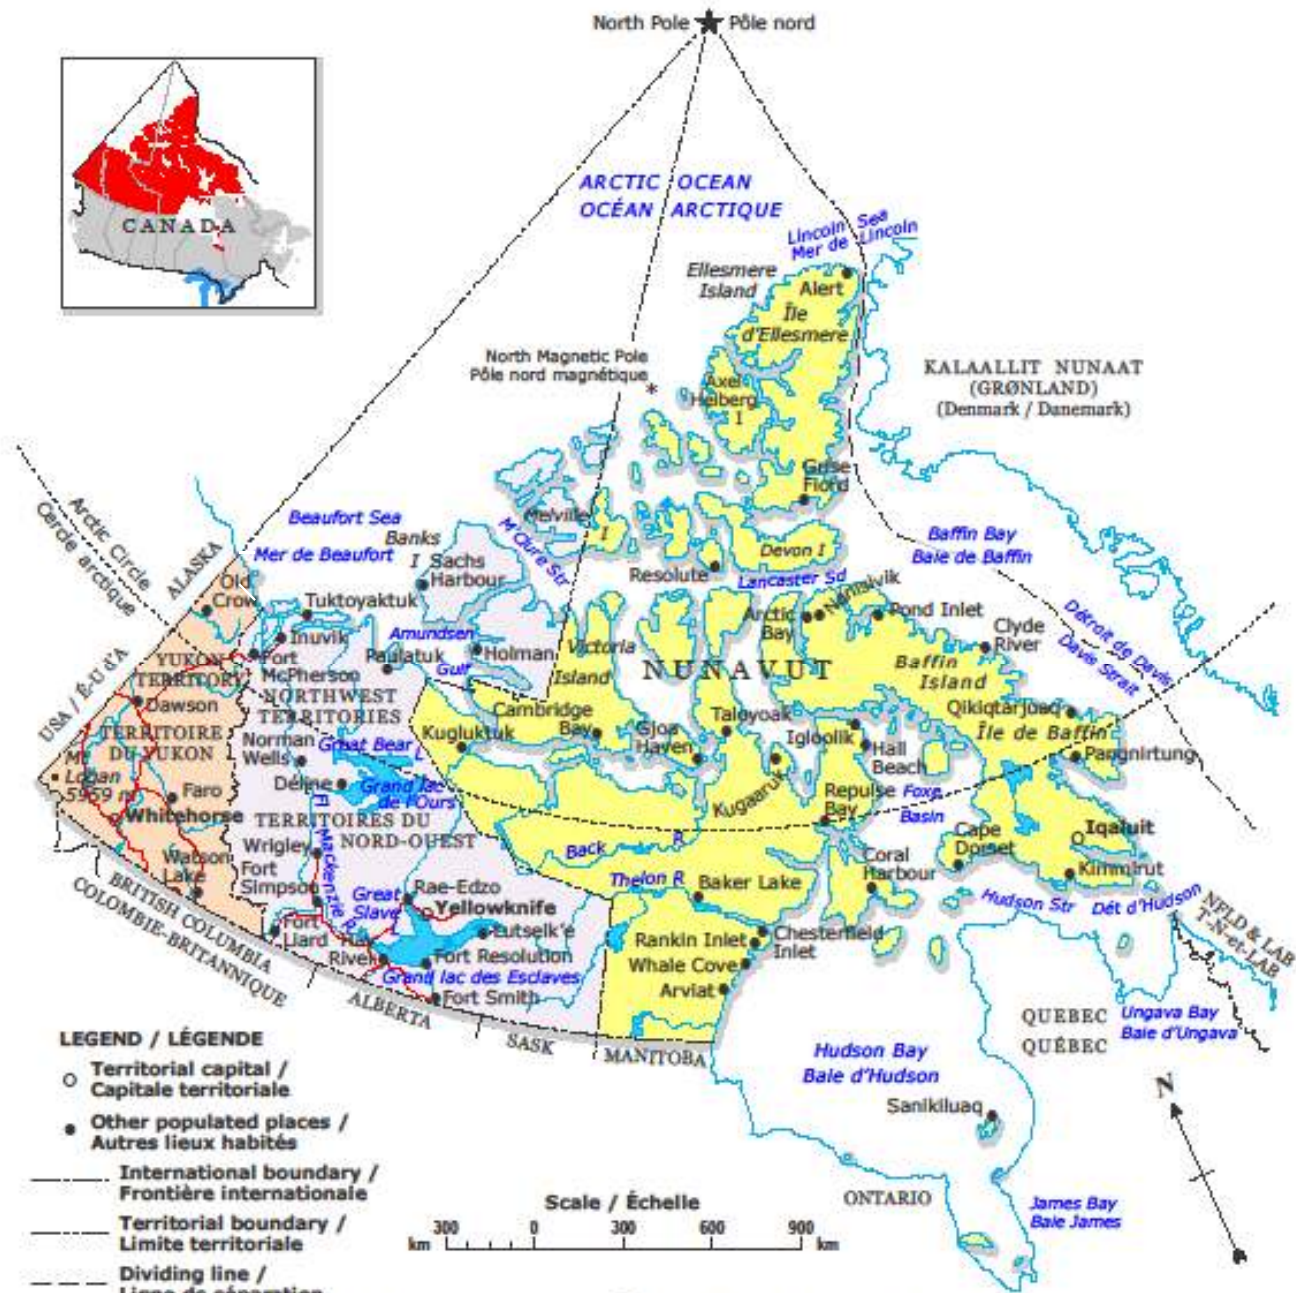 North Pole ★ Pôle nord
CANADA
ARCTIC OCEAN
OCÉAN ARCTIQUE
Lincoln Sea
Mer de Lincoln
Ellesmere
Island
Alert
Île
d'Ellesmere
North Magnetic Pole
Pôle nord magnétique
*
Axel
Heiberg
I
KALAALLIT NUNAAT
(GRØNLAND)
(Denmark / Danemark)
Grise
Fiord
Arctic Circle
Cercle arctique
Beaufort Sea
Mer de Beaufort
Banks
I
Sachs
Harbour
M'Clure Str
Melville
I
Resolute
Devon I
Lancaster Sd
Baffin Bay
Baie de Baffin
ALASKA
USA / É-U d'A
Old
Crow
Tuktoyaktuk
Inuvik
Fort
McPherson
Paulatuk
Amundsen
Gulf
Holman
Victoria
Island
NUNAVUT
Arctic
Bay
Nanisivik
Pond Inlet
Clyde
River
Détroit de Davis
Davis Strait
Baffin
Island
Qikiqtarjuaq
Île de Baffin
Pangnirtung
YUKON
TERRITORY
Dawson
TERRITOIRE
DU YUKON
Mt
Logan
5959 m
Faro
Whitehorse
Watson
Lake
NORTHWEST
TERRITORIES
Norman
Wells
Great Bear L
Déline
Grand lac
de l'Ours
TERRITOIRES DU
NORD-OUEST
Kugluktuk
Cambridge
Bay
Gjoa
Haven
Taloyoak
Kugaaruk
Igloolik
Hall
Beach
Repulse
Bay
Foxe
Basin
Cape
Dorset
Iqaluit
Kimmirut
Wrigley
Fl Mackenzie R
Fort
Simpson
Great
Slave
L
Rae-Edzo
Yellowknife
Fort
Liard
Hay
River
Lutselk'e
Fort Resolution
Grand lac des Esclaves
Fort Smith
Back R
Thelon R
Baker Lake
Coral
Harbour
Rankin Inlet
Chesterfield
Inlet
Whale Cove
Arviat
Hudson Str
Dét d'Hudson
NFLD & LAB
T-N-et-LAB
BRITISH COLUMBIA
COLOMBIE-BRITANNIQUE
ALBERTA
SASK
MANITOBA
QUEBEC
QUÉBEC
Ungava Bay
Baie d'Ungava
Hudson Bay
Baie d'Hudson
Sanikiluaq
ONTARIO
James Bay
Baie James
N
LEGEND / LÉGENDE
Territorial capital /
Capitale territoriale
Other populated places /
Autres lieux habités
International boundary /
Frontière internationale
Territorial boundary /
Limite territoriale
Dividing line /
Ligne de séparation
Scale / Échelle
300 0 300 600 900
km km